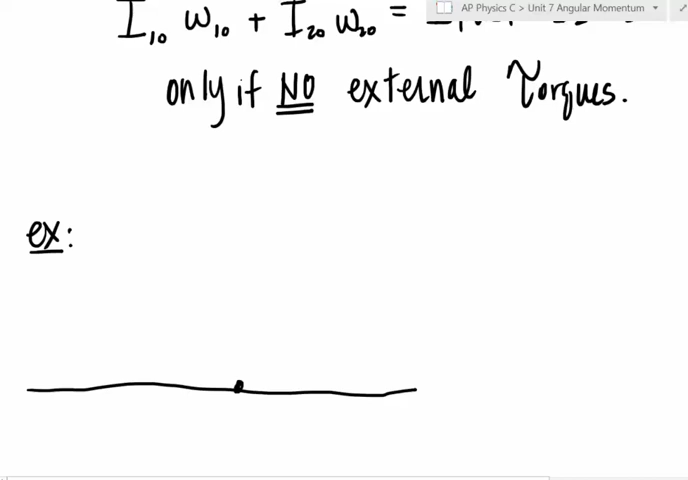 AP Physics C > Unit 7 Angular Momentum
I₁₀ ω₁₀ + I₂₀ ω₂₀ =
only if NO external Torques.
ex: